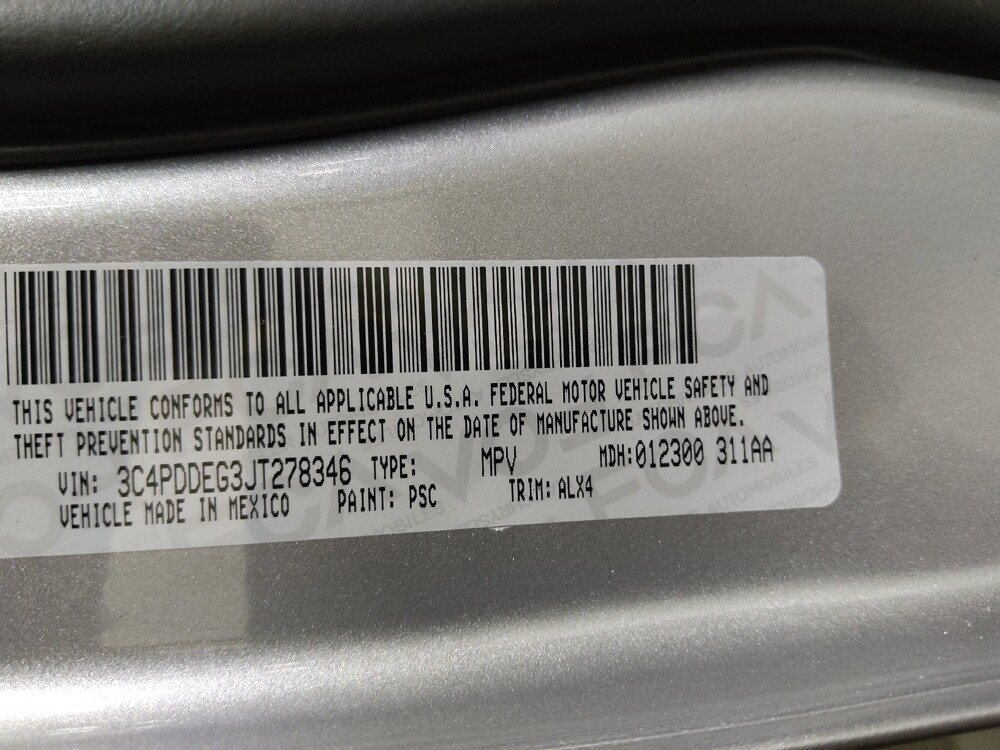 THIS VEHICLE CONFORMS TO ALL APPLICABLE U.S.A. FEDERAL MOTOR VEHICLE SAFETY AND
THEFT PREVENTION STANDARDS IN EFFECT ON THE DATE OF MANUFACTURE SHOWN ABOVE.
VIN: 3C4PDDEG3JT278346 TYPE: MPV MDH:012300 311AA
VEHICLE MADE IN MEXICO PAINT: PSC TRIM: ALX4